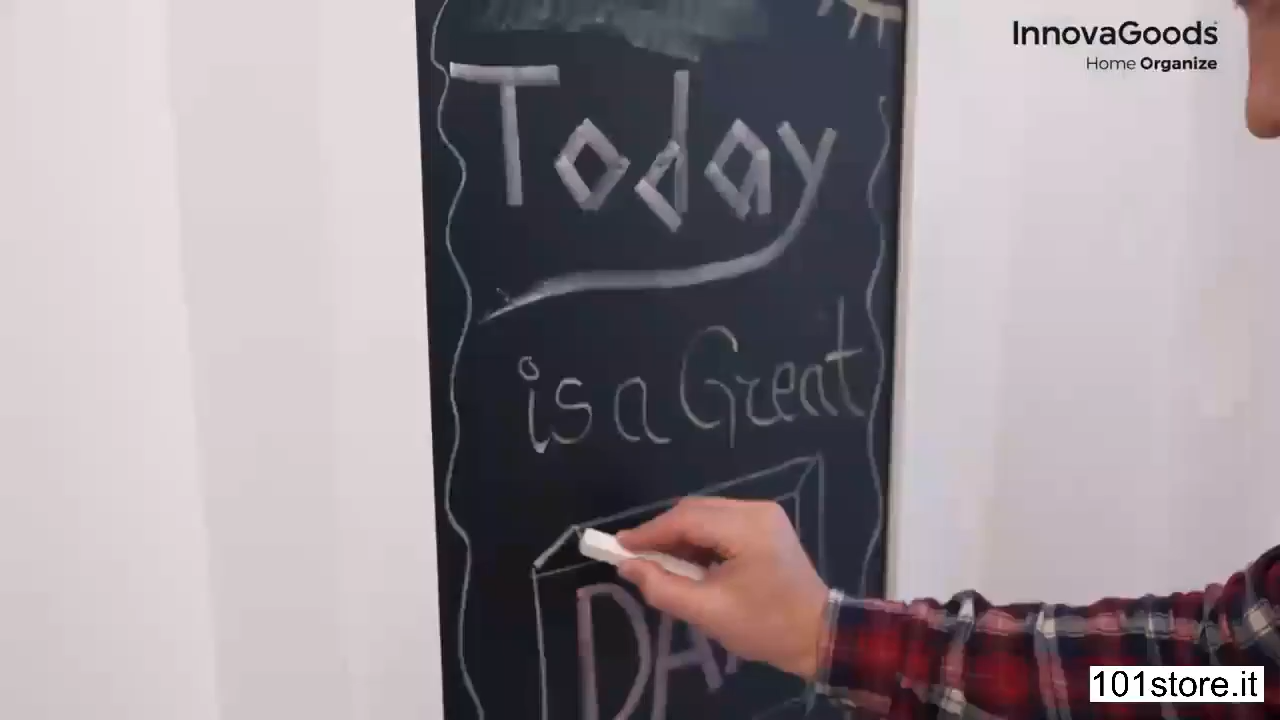 InnovaGoods
Home Organize
Today
is a Great
DA
101store.it